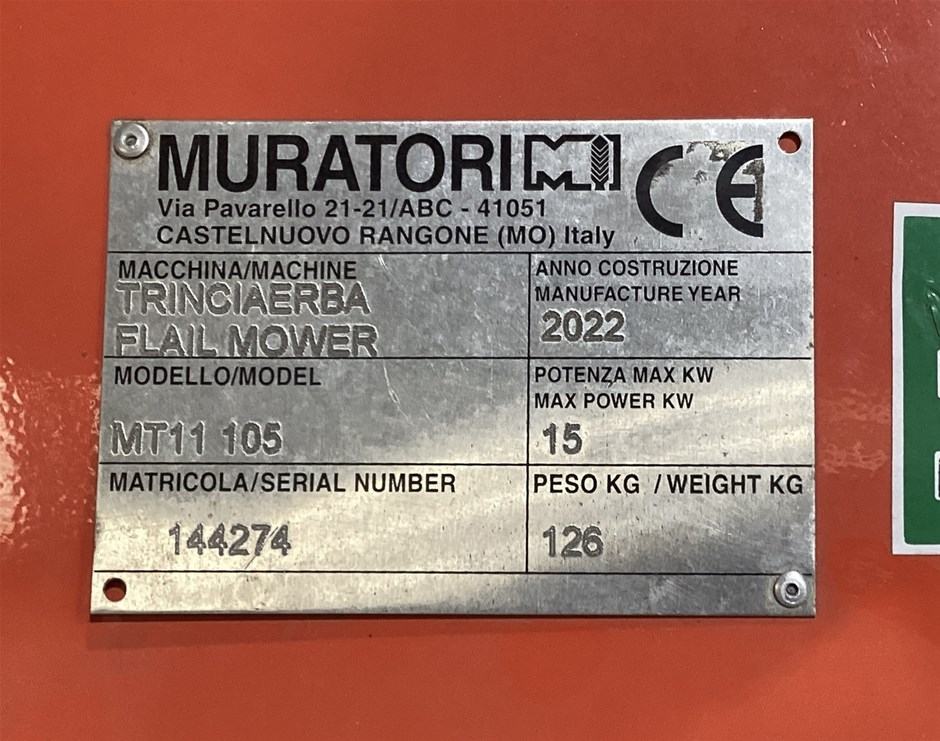 MURATORI MI CE
Via Pavarello 21-21/ABC - 41051
CASTELNUOVO RANGONE (MO) Italy
MACCHINA/MACHINE
TRINCIAERBA
FLAIL MOWER
ANNO COSTRUZIONE
MANUFACTURE YEAR
2022
MODELLO/MODEL
MT11 105
POTENZA MAX KW
MAX POWER KW
15
MATRICOLA/SERIAL NUMBER
144274
PESO KG / WEIGHT KG
126